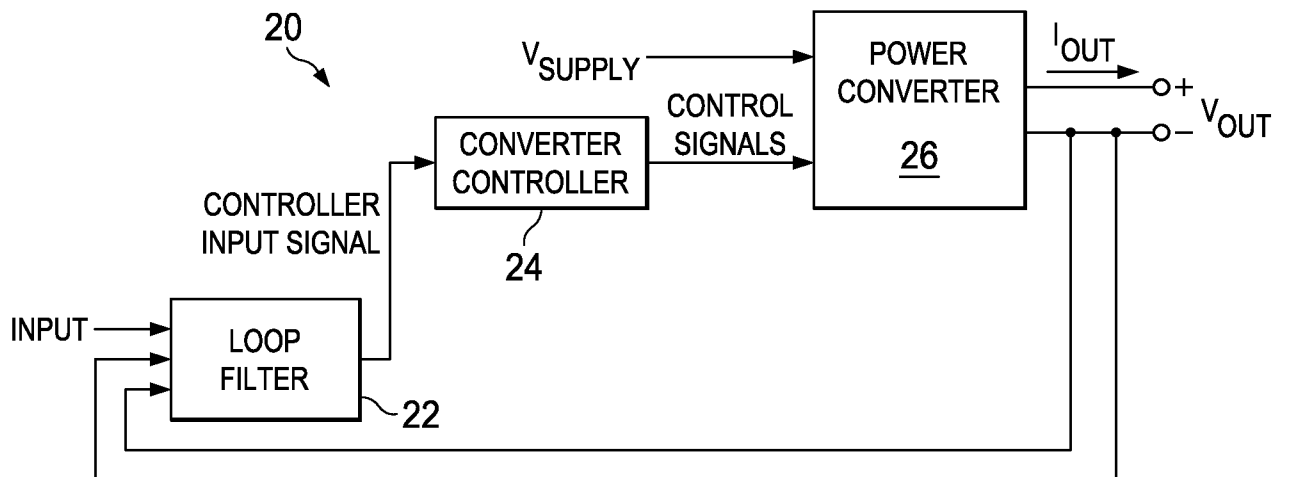 20
V SUPPLY
POWER
CONVERTER
26
I OUT
+
V OUT
−
CONTROL
SIGNALS
CONVERTER
CONTROLLER
24
CONTROLLER
INPUT SIGNAL
INPUT
LOOP
FILTER
22